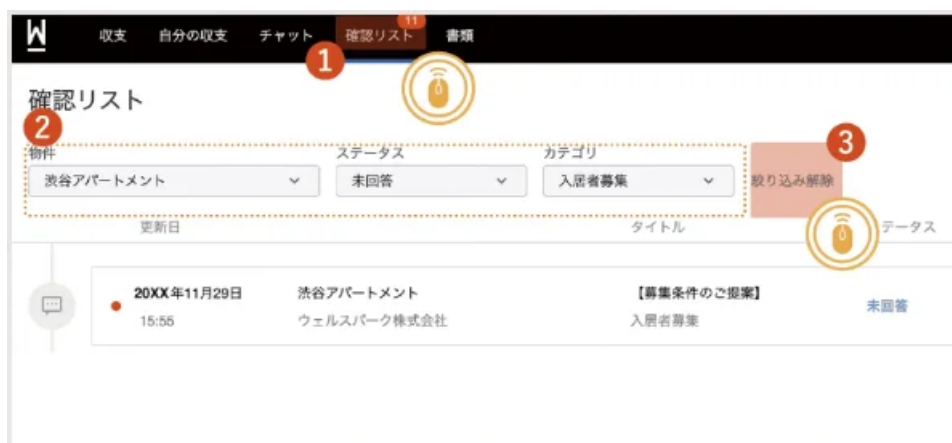 W 収支 自分の収支 チャット 確認リスト 11 書類
1
確認リスト
2 3
物件 ステータス カテゴリ
渋谷アパートメント 未回答 入居者募集 絞り込み解除
更新日 タイトル テータス
20XX年11月29日 渋谷アパートメント 【募集条件のご提案】 未回答
15:55 ウェルスパーク株式会社 入居者募集